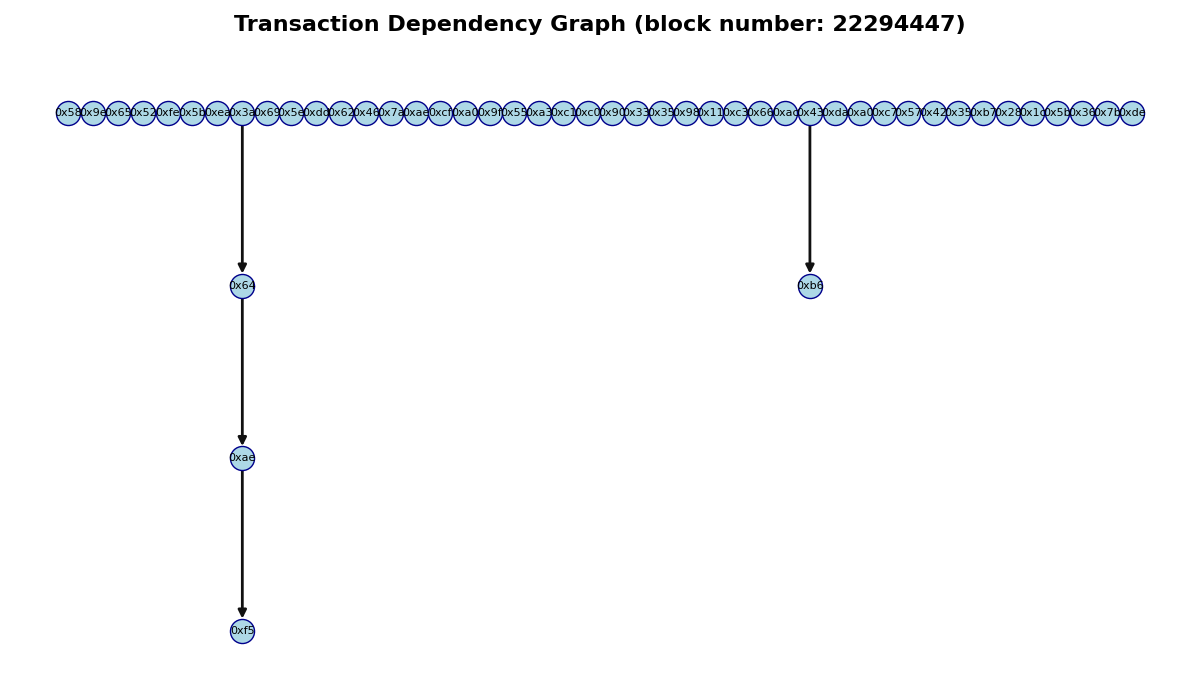 Transaction Dependency Graph (block number: 22294447)
0x58 0x9e 0x65 0x52 0xfe 0x5b 0xea 0x3a 0x69 0x5e 0xdc 0x62 0x46 0x7a 0xae 0xcf 0xa0 0x9f 0x55 0xa3 0xc1 0xc0 0x90 0x33 0x35 0x98 0x11 0xc3 0x66 0xac 0x43 0xda 0xa0 0xc7 0x57 0x42 0x35 0xb7 0x28 0x1c 0x5b 0x36 0x7b 0xde
0x64 0xb6
0xae
0xf5